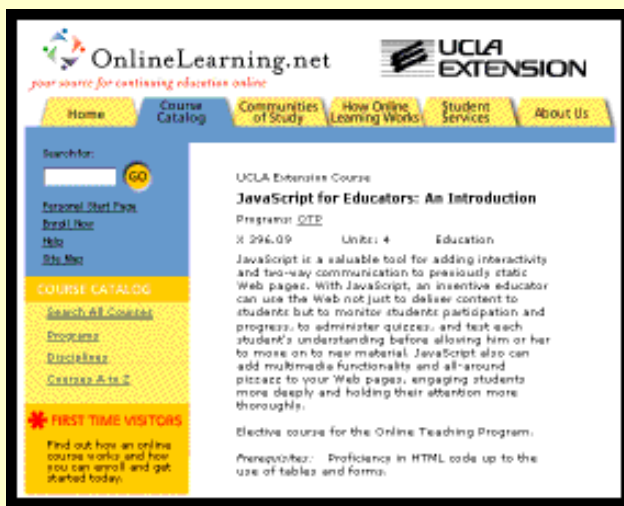 OnlineLearning.net
your source for continuing education online
UCLA
EXTENSION
Home
Course
Catalog
Communities
of Study
How Online
Learning Works
Student
Services
About Us
Search for:
GO
Personal Start Page
Enroll Now
Help
Site Map
COURSE CATALOG
Search All Courses
Programs
Disciplines
Courses A to Z
FIRST TIME VISITORS
Find out how an online
course works and how
you can enroll and get
started today.
UCLA Extension Course
JavaScript for Educators: An Introduction
Programs: OTP
X 396.09 Units: 4 Education
JavaScript is a valuable tool for adding interactivity
and two-way communication to previously static
Web pages. With JavaScript, an inventive educator
can use the Web not just to deliver content to
students but to monitor students participation and
progress, to administer quizzes, and test each
student's understanding before allowing him or her
to move on to new material. JavaScript also can
add multimedia functionality and all-around
pizzazz to your Web pages, engaging students
more deeply and holding their attention more
thoroughly.
Elective course for the Online Teaching Program.
Prerequisites: Proficiency in HTML code up to the
use of tables and forms.